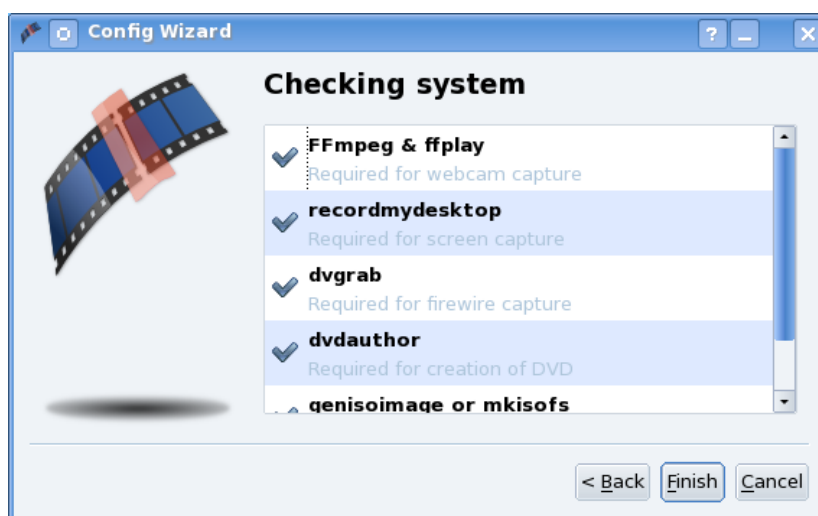 Config Wizard
Checking system
FFmpeg & ffplay
Required for webcam capture
recordmydesktop
Required for screen capture
dvgrab
Required for firewire capture
dvdauthor
Required for creation of DVD
genisoimage or mkisofs
< Back Finish Cancel